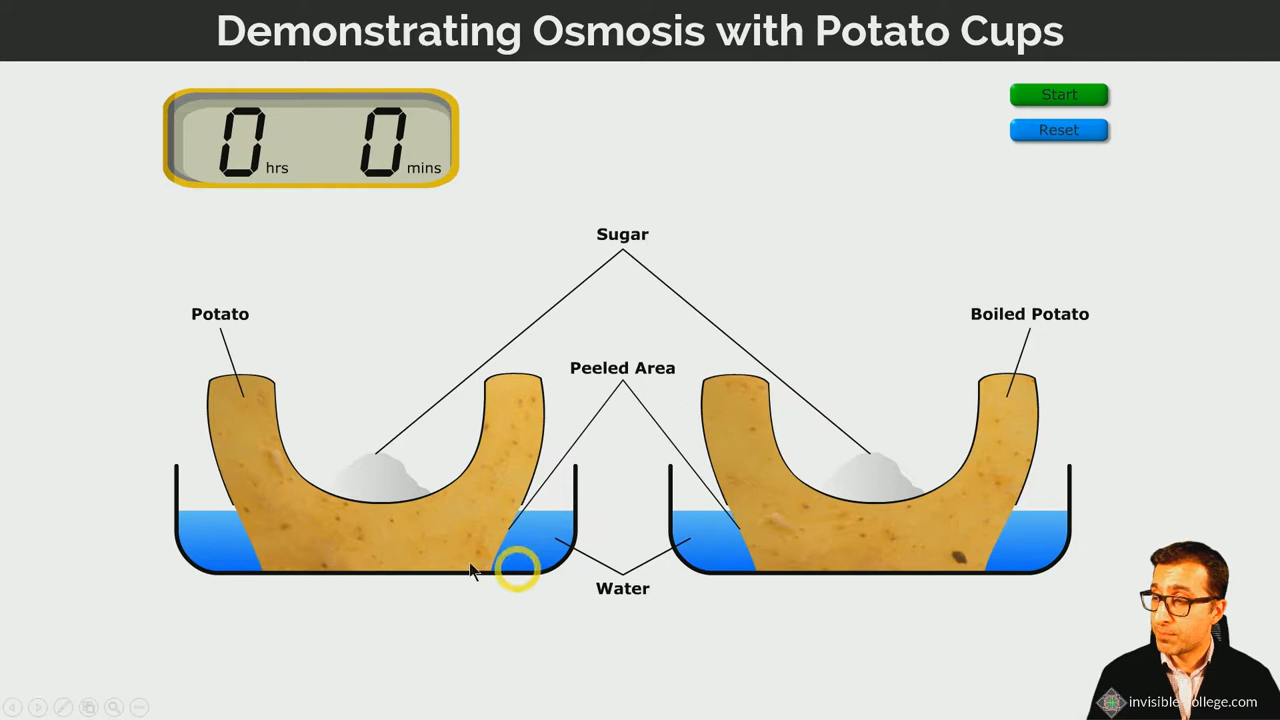 Demonstrating Osmosis with Potato Cups
0 hrs 0 mins
Start
Reset
Sugar
Potato
Boiled Potato
Peeled Area
Water
invisiblecollege.com